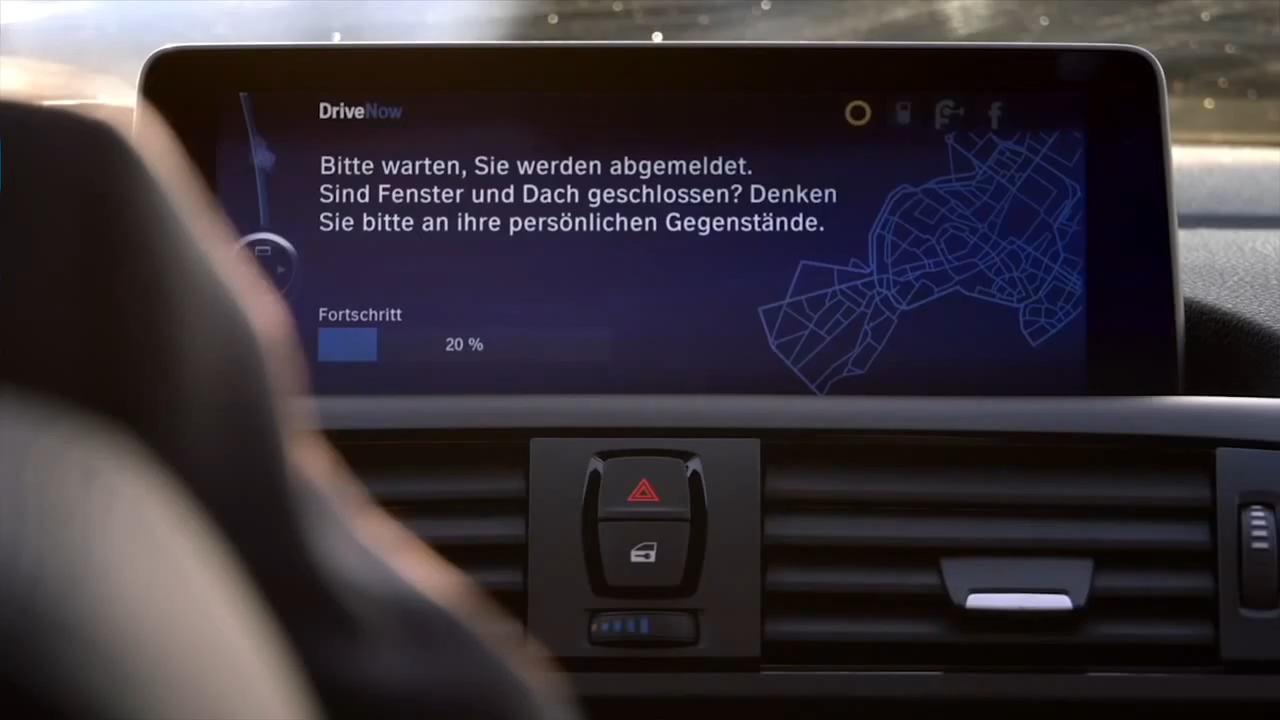 DriveNow
Bitte warten, Sie werden abgemeldet.
Sind Fenster und Dach geschlossen? Denken
Sie bitte an ihre persönlichen Gegenstände.
Fortschritt
20 %